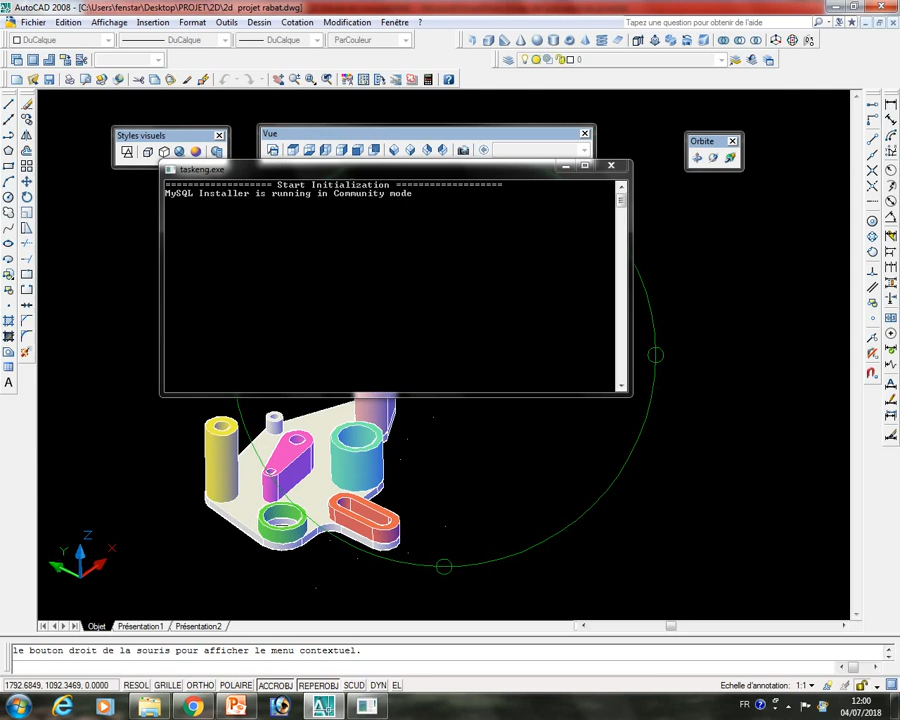 AutoCAD 2008 - [C:\Users\fenstar\Desktop\PROJET\2D\2d projet rabat.dwg]
Fichier Edition Affichage Insertion Format Outils Dessin Cotation Modification Fenêtre ?
Tapez une question pour obtenir de l'aide
DuCalque DuCalque DuCalque ParCouleur
0
Styles visuels
Vue
Orbite
taskeng.exe
=================== Start Initialization ===================
MySQL Installer is running in Community mode
A
Z
Y X
Objet Présentation1 Présentation2
le bouton droit de la souris pour afficher le menu contextuel.
1792.6849, 1092.3469, 0.0000 RESOL GRILLE ORTHO POLAIRE ACCROBJ REPEROBJ SCUD DYN EL Echelle d'annotation: 1:1
FR 12:00
04/07/2018